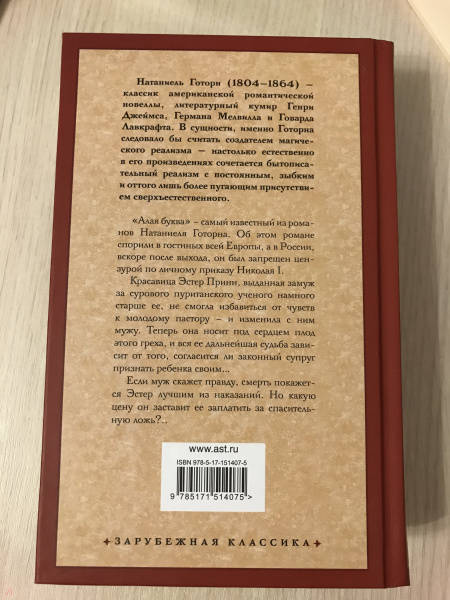 Натаниель Готорн (1804–1864) –
классик американской романтической
новеллы, литературный кумир Генри
Джеймса, Германа Мелвилла и Говарда
Лавкрафта. В сущности, именно Готорна
следовало бы считать создателем магиче-
ского реализма – настолько естественно
в его произведениях сочетается бытописа-
тельный реализм с постоянным, зыбким
и оттого лишь более пугающим присутстви-
ем сверхъестественного.
«Алая буква» – самый известный из рома-
нов Натаниеля Готорна. Об этом романе
спорили в гостиных всей Европы, а в России,
вскоре после выхода, он был запрещен цен-
зурой по личному приказу Николая I.
Красавица Эстер Принн, выданная замуж
за сурового пуританского ученого намного
старше ее, не смогла избавиться от чувств
к молодому пастору – и изменила с ним
мужу. Теперь она носит под сердцем плод
этого греха, и вся ее дальнейшая судьба зави-
сит от того, согласится ли законный супруг
признать ребенка своим...
Если муж скажет правду, смерть покажет-
ся Эстер лучшим из наказаний. Но какую
цену он заставит ее заплатить за спаситель-
ную ложь?..
www.ast.ru
ISBN 978-5-17-151407-5
9 785171 514075>
ЗАРУБЕЖНАЯ КЛАССИКА